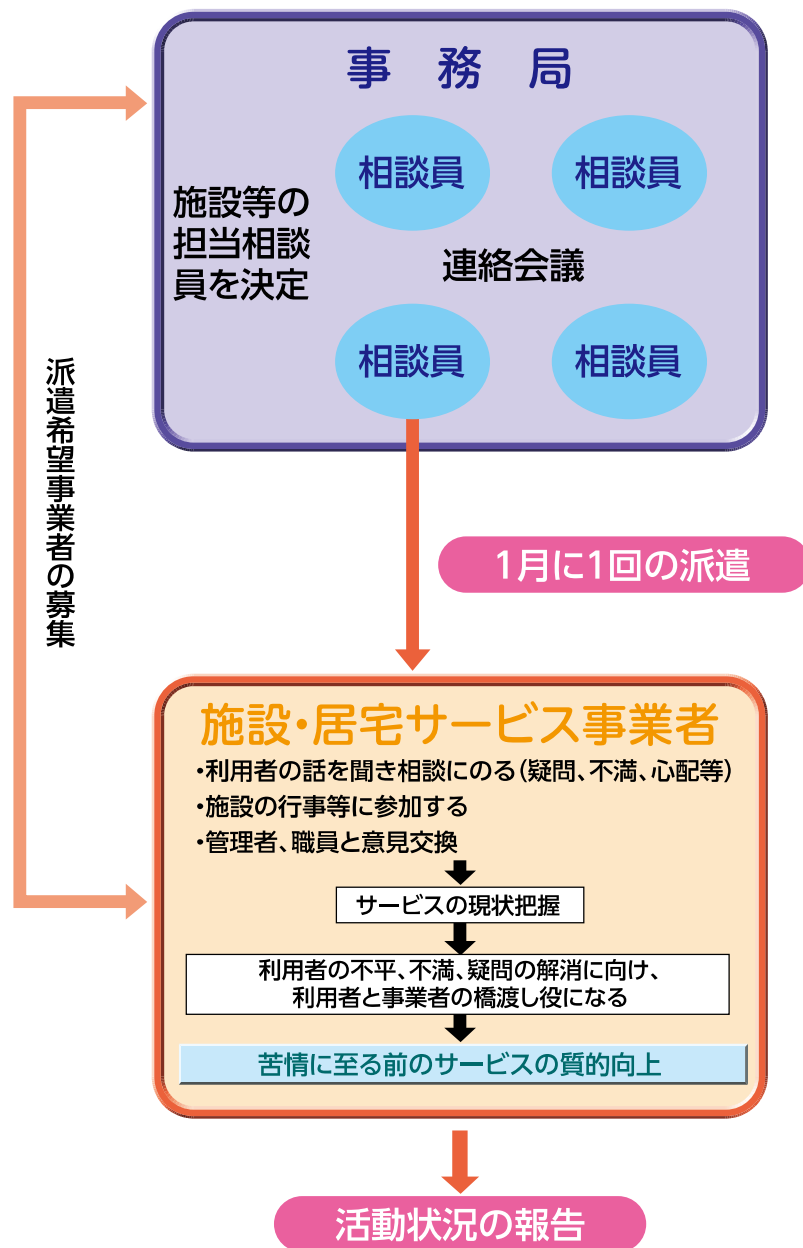 事務局
相談員
相談員
施設等の
担当相談
員を決定
連絡会議
相談員
相談員
派遣希望事業者の募集
1月に1回の派遣
施設・居宅サービス事業者
・利用者の話を聞き相談にのる（疑問、不満、心配等）
・施設の行事等に参加する
・管理者、職員と意見交換
サービスの現状把握
利用者の不平、不満、疑問の解消に向け、
利用者と事業者の橋渡し役になる
苦情に至る前のサービスの質的向上
活動状況の報告